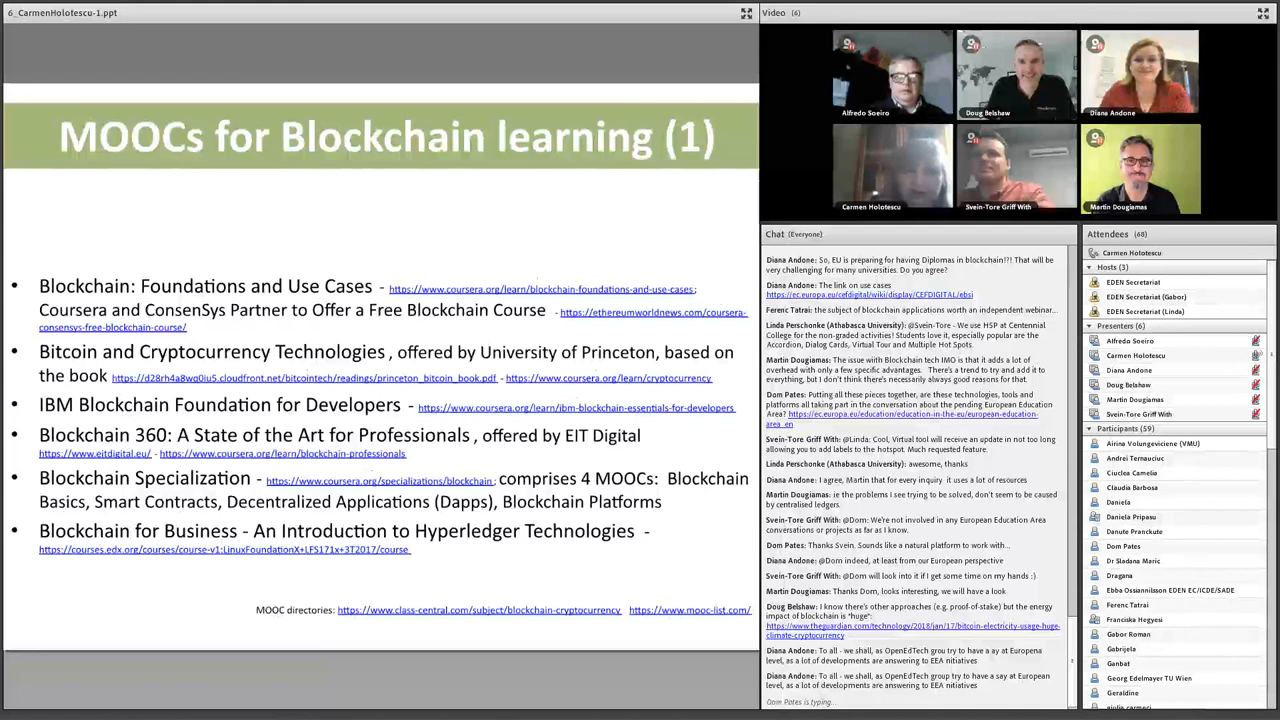 6_CarmenHolotescu-1.ppt
MOOCs for Blockchain learning (1)
• Blockchain: Foundations and Use Cases - https://www.coursera.org/learn/blockchain-foundations-and-use-cases;
Coursera and ConsenSys Partner to Offer a Free Blockchain Course - https://ethereumworldnews.com/coursera-
consensys-free-blockchain-course/
• Bitcoin and Cryptocurrency Technologies , offered by University of Princeton, based on
the book https://d28rh4a8wq0iu5.cloudfront.net/bitcointech/readings/princeton_bitcoin_book.pdf - https://www.coursera.org/learn/cryptocurrency
• IBM Blockchain Foundation for Developers - https://www.coursera.org/learn/ibm-blockchain-essentials-for-developers
• Blockchain 360: A State of the Art for Professionals , offered by EIT Digital
https://www.eitdigital.eu/ - https://www.coursera.org/learn/blockchain-professionals
• Blockchain Specialization - https://www.coursera.org/specializations/blockchain ; comprises 4 MOOCs: Blockchain
Basics, Smart Contracts, Decentralized Applications (Dapps), Blockchain Platforms
• Blockchain for Business - An Introduction to Hyperledger Technologies -
https://courses.edx.org/courses/course-v1:LinuxFoundationX+LFS171x+3T2017/course
MOOC directories: https://www.class-central.com/subject/blockchain-cryptocurrency https://www.mooc-list.com/
Video (6)
Alfredo Soeiro
Doug Belshaw
Diana Andone
Carmen Holotescu
Svein-Tore Griff With
Martin Dougiamas
Chat (Everyone)
Diana Andone: So, EU is preparing for having Diplomas in blockchain!?! That will be
very challenging for many universities. Do you agree?
Diana Andone: The link on use cases
https://ec.europa.eu/cefdigital/wiki/display/CEFDIGITAL/ebsi
Ferenc Tatrai: the subject of blockchain applications worth an independent webinar...
Linda Perschonke (Athabasca University): @Svein-Tore - We use H5P at Centennial
College for the non-graded activities! Students love it, especially popular are the
Accordion, Dialog Cards, Virtual Tour and Multiple Hot Spots.
Martin Dougiamas: The issue with Blockchain tech IMO is that it adds a lot of
overhead with only a few specific advantages. There's a trend to try and add it to
everything, but I don't think there's necessarily always good reasons for that.
Dom Pates: Putting all these pieces together, are these technologies, tools and
platforms all taking part in the conversation about the pending European Education
Area? https://ec.europa.eu/education/education-in-the-eu/european-education-
area_en
Svein-Tore Griff With: @Linda: Cool, Virtual tool will receive an update in not too long
allowing you to add labels to the hotspot. Much requested feature.
Linda Perschonke (Athabasca University): awesome, thanks
Diana Andone: I agree, Martin that for every inquiry it uses a lot of resources
Martin Dougiamas: ie the problems I see trying to be solved, don't seem to be caused
by centralised ledgers.
Svein-Tore Griff With: @Dom: We're not involved in any European Education Area
conversations or projects as far as I know.
Dom Pates: Thanks Svein. Sounds like a natural platform to work with...
Diana Andone: @Dom indeed, at least from our European perspective
Svein-Tore Griff With: @Dom will look into it if I get some time on my hands :)
Martin Dougiamas: Thanks Dom, looks interesting, we will have a look
Doug Belshaw: I know there's other approaches (e.g. proof-of-stake) but the energy
impact of blockchain is *huge*:
https://www.theguardian.com/technology/2018/jan/17/bitcoin-electricity-usage-huge-
climate-cryptocurrency
Diana Andone: To all - we shall, as OpenEdTech grou try to have a ay at Europena
level, as a lot of developments are answering to EEA nitiatives
Diana Andone: To all - we shall, as OpenEdTech group try to have a say at European
level, as a lot of developments are answering to EEA initiatives
Dom Pates is typing...
Attendees (68)
Carmen Holotescu
Hosts (3)
EDEN Secretariat
EDEN Secretariat (Gabor)
EDEN Secretariat (Linda)
Presenters (6)
Alfredo Soeiro
Carmen Holotescu
Diana Andone
Doug Belshaw
Martin Dougiamas
Svein-Tore Griff With
Participants (59)
Airina Volungeviciene (VMU)
Andrei Ternauciuc
Ciuclea Camelia
Claudia Barbosa
Daniela
Daniela Pripasu
Danute Pranckute
Dom Pates
Dr Sladana Maric
Dragana
Ebba Ossiannilsson EDEN EC/ICDE/SADE
Ferenc Tatrai
Franciska Hegyesi
Gabor Roman
Gabrijela
Ganbat
Georg Edelmayer TU Wien
Geraldine